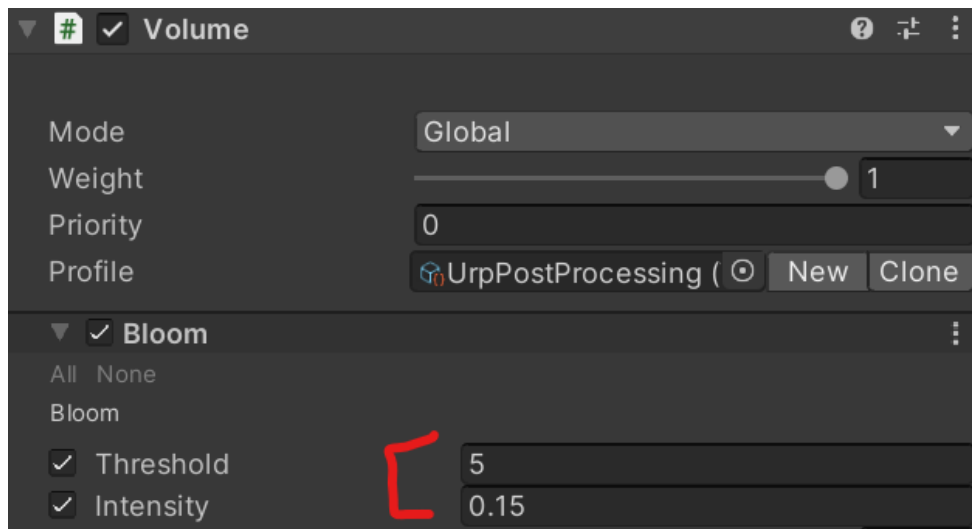 Volume
Mode Global
Weight 1
Priority 0
Profile UrpPostProcessing ( New Clone
Bloom
All None
Bloom
Threshold 5
Intensity 0.15